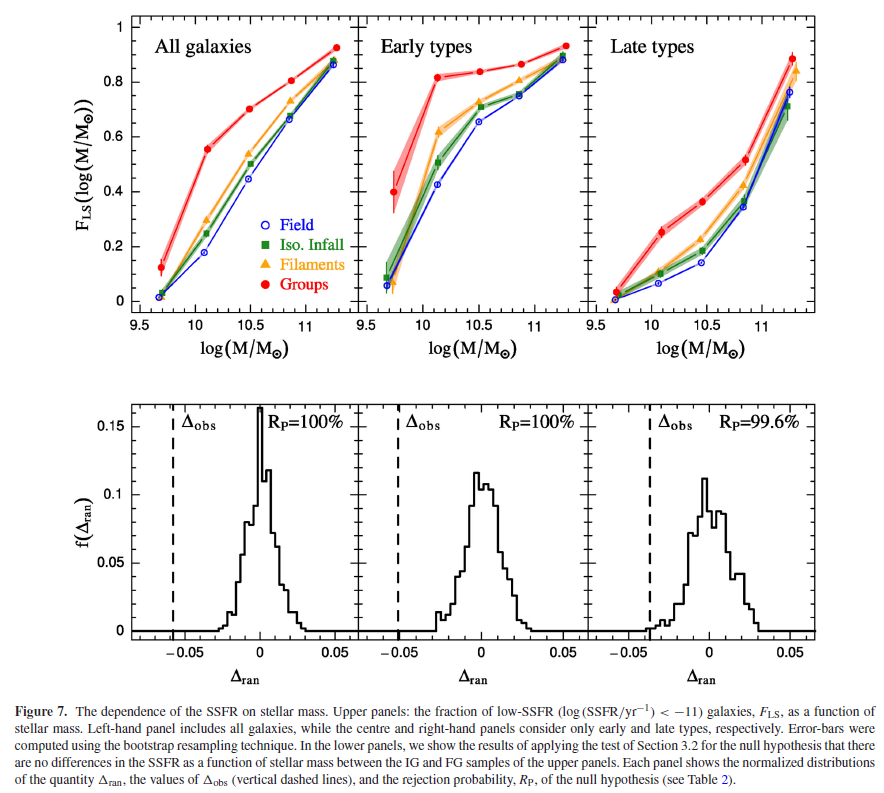 All galaxies
Early types
Late types
F_LS(log(M/M⊙))
1
0.8
0.6
0.4
0.2
0
Field
Iso. Infall
Filaments
Groups
9.5 10 10.5 11
9.5 10 10.5 11
9.5 10 10.5 11
log(M/M⊙)
log(M/M⊙)
log(M/M⊙)
Δobs RP=100%
Δobs RP=100%
Δobs RP=99.6%
f(Δran)
0.15
0.1
0.05
0
−0.05 0 0.05
−0.05 0 0.05
−0.05 0 0.05
Δran
Δran
Δran
Figure 7. The dependence of the SSFR on stellar mass. Upper panels: the fraction of low-SSFR (log (SSFR/yr⁻¹) < −11) galaxies, F_LS, as a function of
stellar mass. Left-hand panel includes all galaxies, while the centre and right-hand panels consider only early and late types, respectively. Error-bars were
computed using the bootstrap resampling technique. In the lower panels, we show the results of applying the test of Section 3.2 for the null hypothesis that there
are no differences in the SSFR as a function of stellar mass between the IG and FG samples of the upper panels. Each panel shows the normalized distributions
of the quantity Δran, the values of Δobs (vertical dashed lines), and the rejection probability, RP, of the null hypothesis (see Table 2).